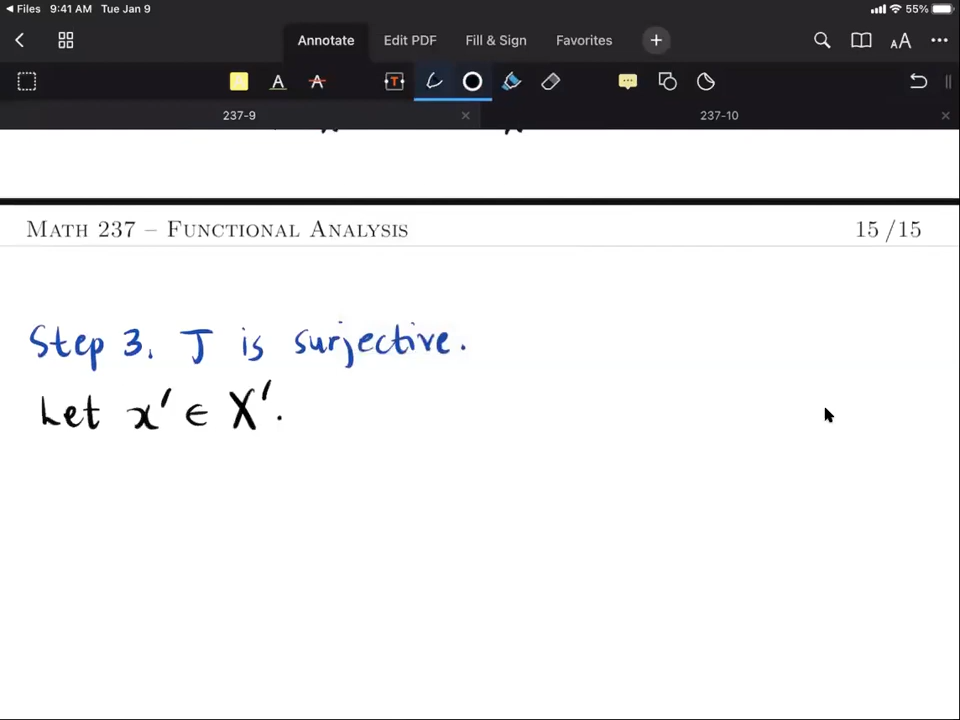 Files 9:41 AM Tue Jan 9 55%
Annotate Edit PDF Fill & Sign Favorites AA
A A T
237-9 237-10
MATH 237 – FUNCTIONAL ANALYSIS 15/15
Step 3. J is surjective.
Let x′ ∈ X′.